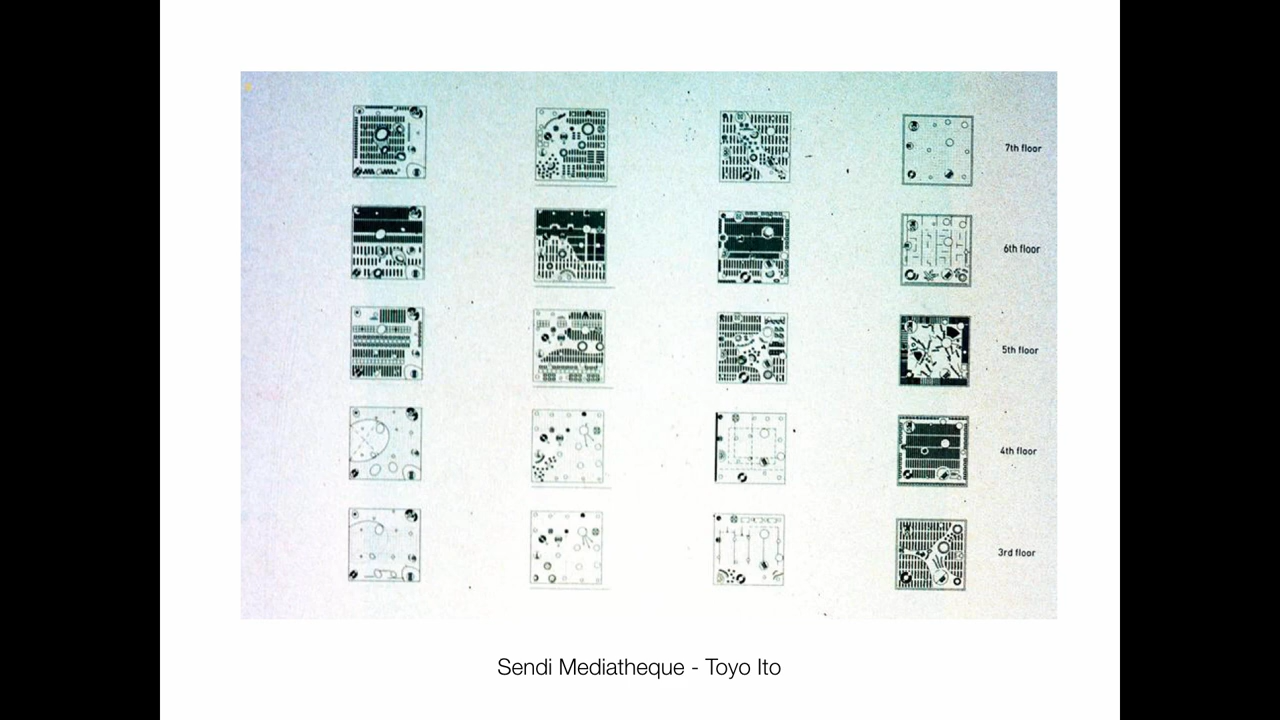 7th floor
6th floor
5th floor
4th floor
3rd floor
Sendi Mediatheque - Toyo Ito